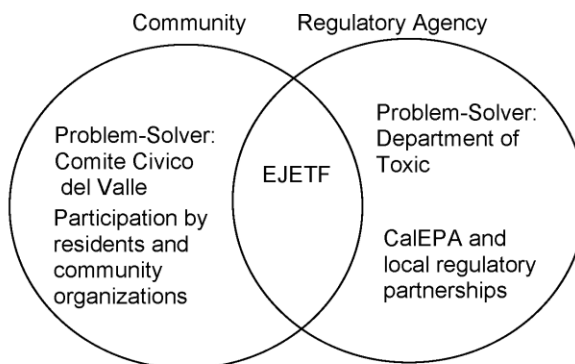 Community
Regulatory Agency
Problem-Solver:
Comite Civico
del Valle
Participation by
residents and
community
organizations
EJETF
Problem-Solver:
Department of
Toxic
CalEPA and
local regulatory
partnerships